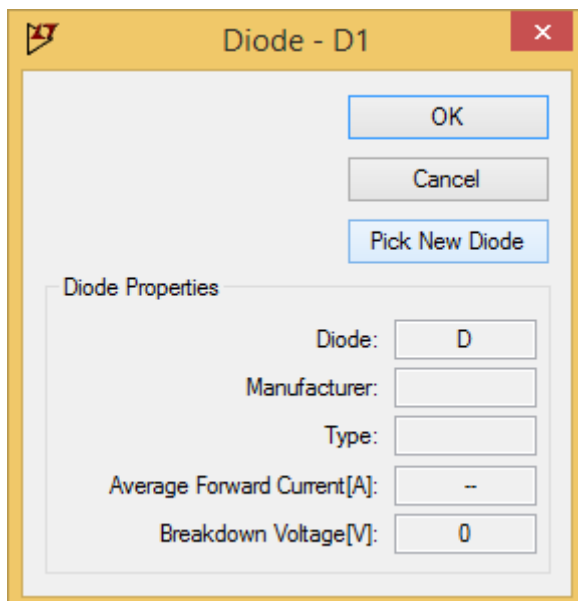 Diode - D1
OK
Cancel
Pick New Diode
Diode Properties
Diode: D
Manufacturer:
Type:
Average Forward Current[A]: --
Breakdown Voltage[V]: 0